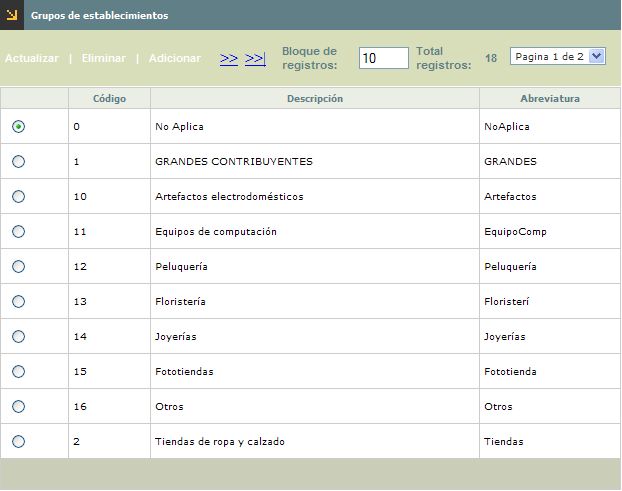 Grupos de establecimientos
Actualizar | Eliminar | Adicionar >> >>| Bloque de registros: 10 Total registros: 18 Pagina 1 de 2
Código Descripción Abreviatura
0 No Aplica NoAplica
1 GRANDES CONTRIBUYENTES GRANDES
10 Artefactos electrodomésticos Artefactos
11 Equipos de computación EquipoComp
12 Peluquería Peluquería
13 Floristería Floristerí
14 Joyerías Joyerías
15 Fototiendas Fototienda
16 Otros Otros
2 Tiendas de ropa y calzado Tiendas